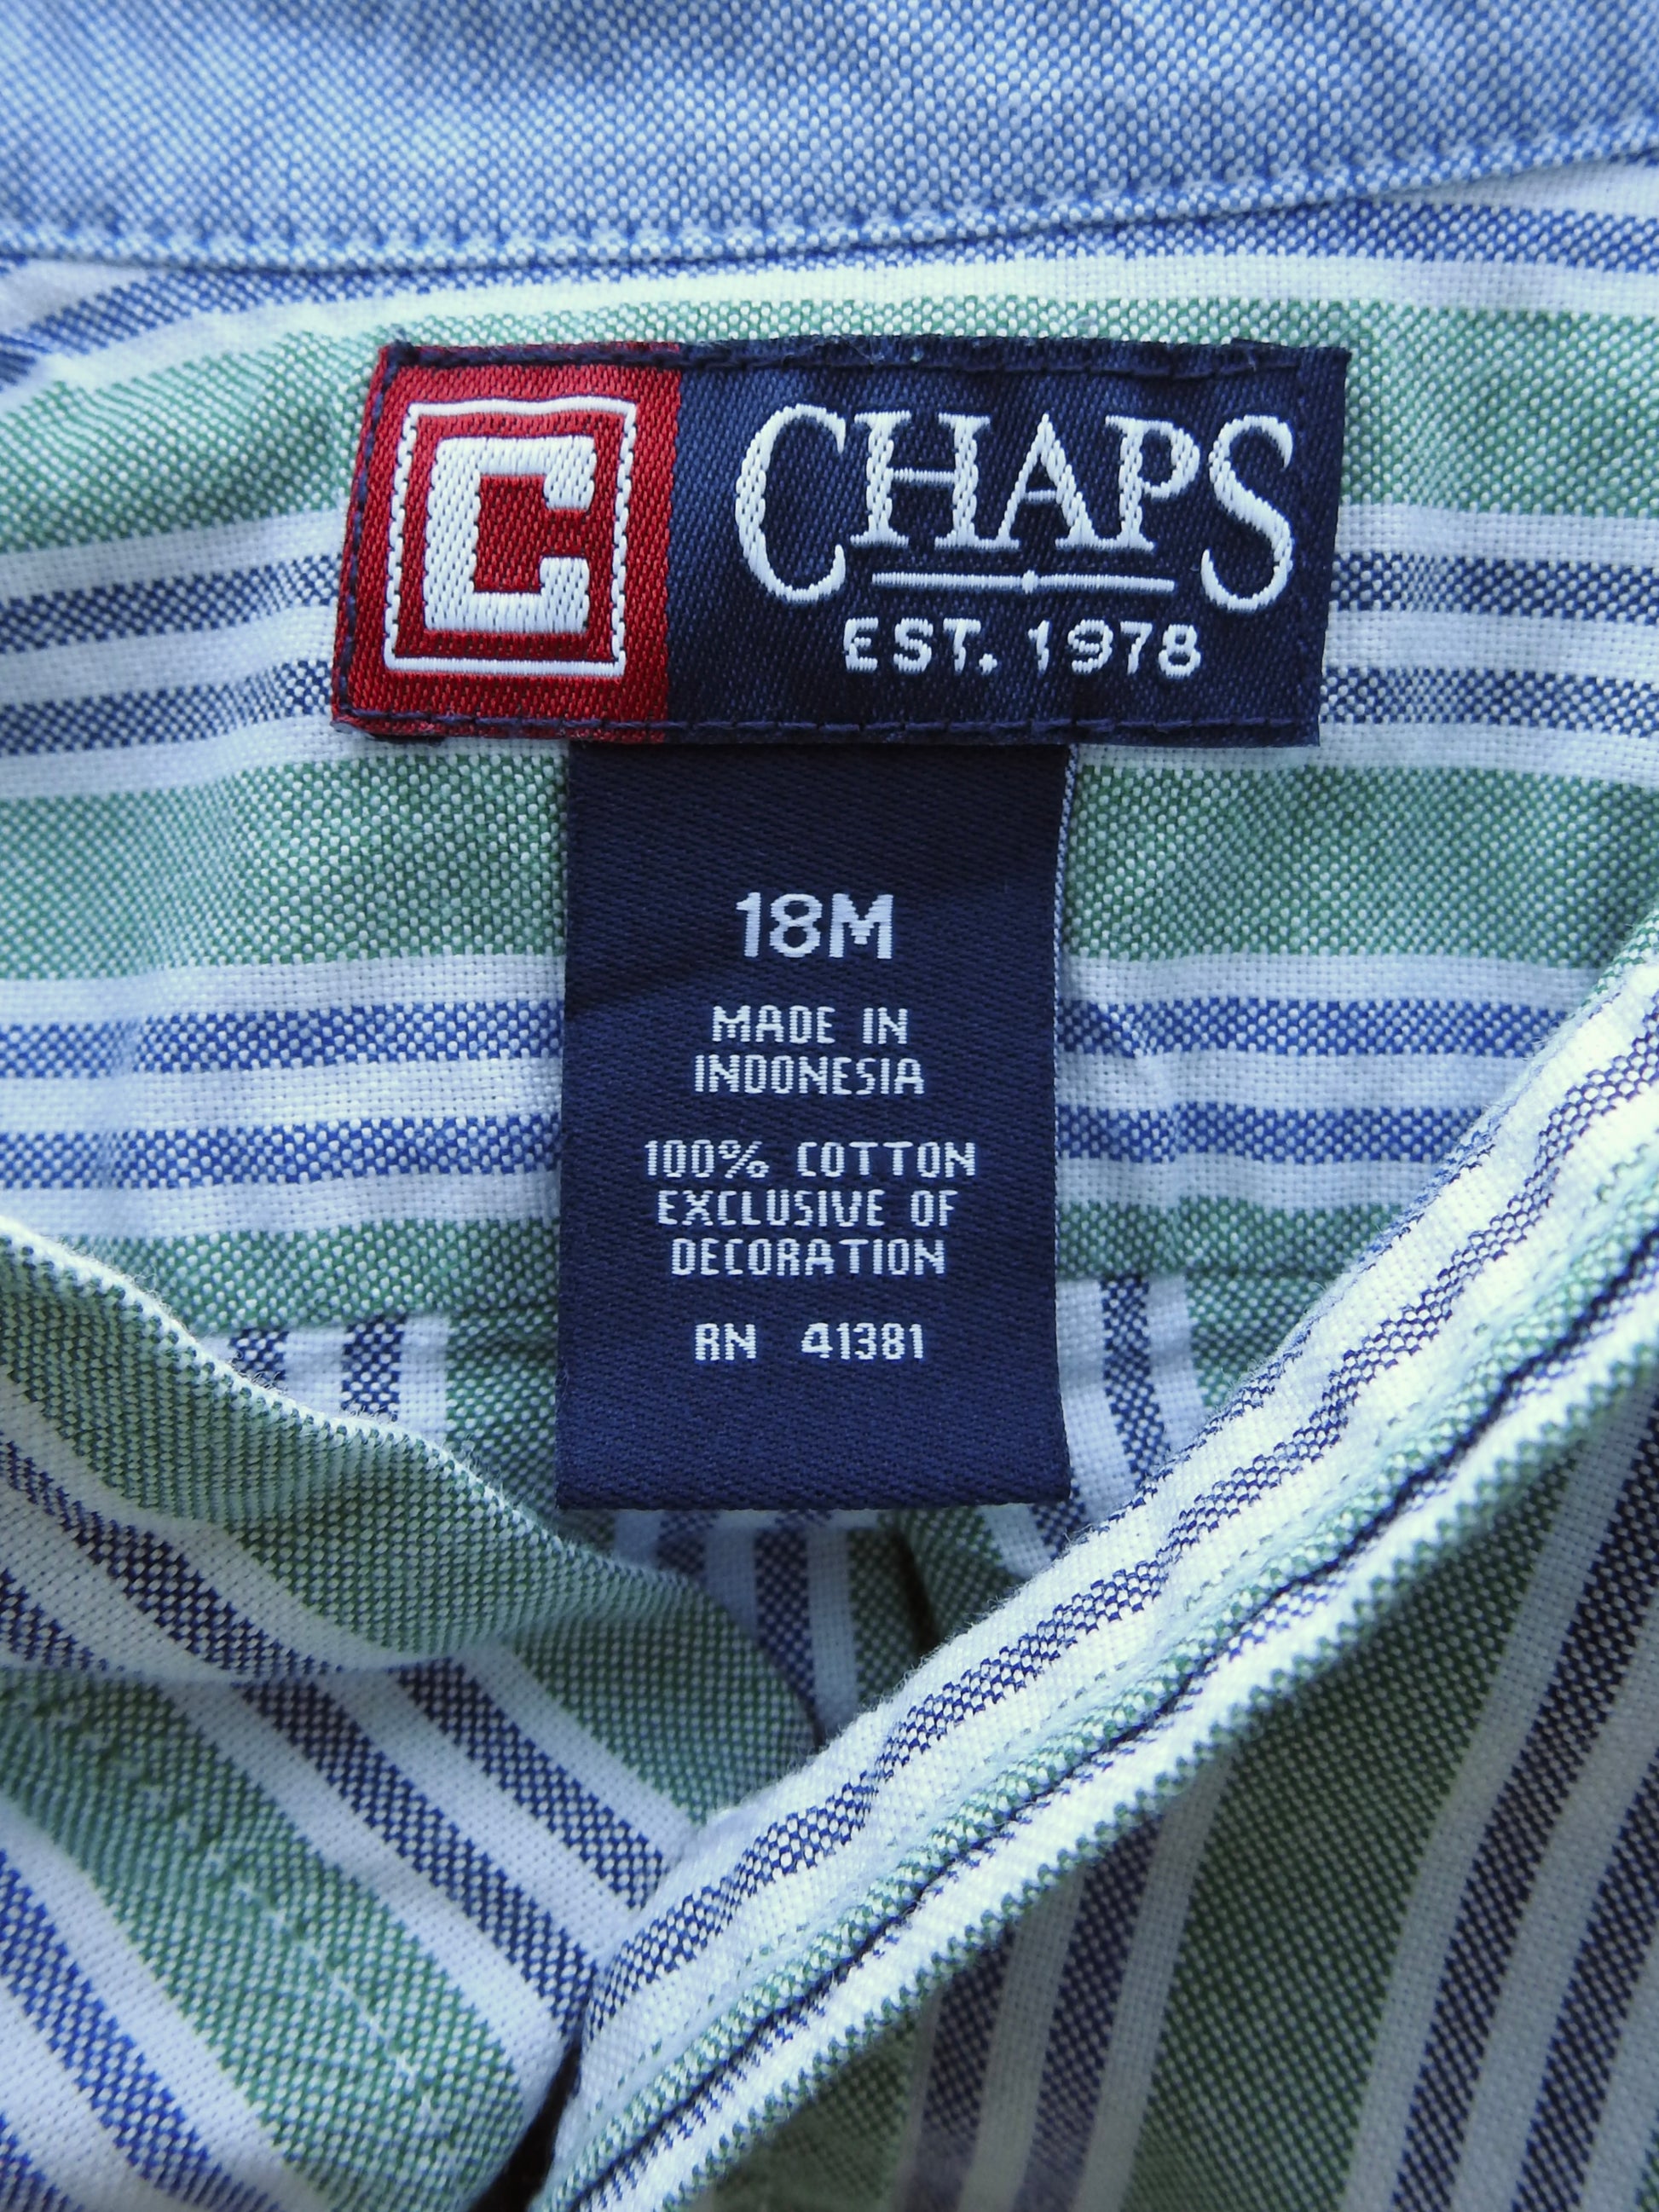 C
CHAPS
EST. 1978
18M
MADE IN
INDONESIA
100% COTTON
EXCLUSIVE OF
DECORATION
RN 41381